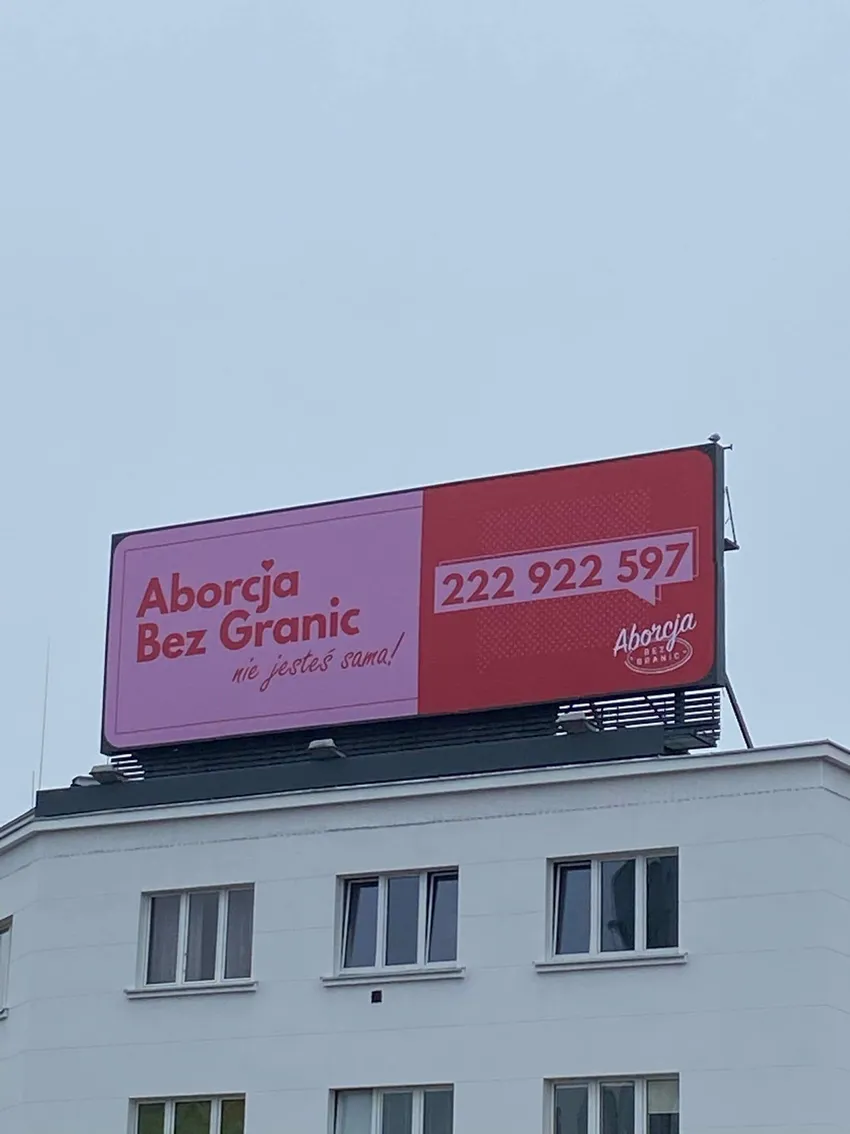 Aborcja
Bez Granic
nie jesteś sama!
222 922 597
Aborcja
BEZ
GRANIC